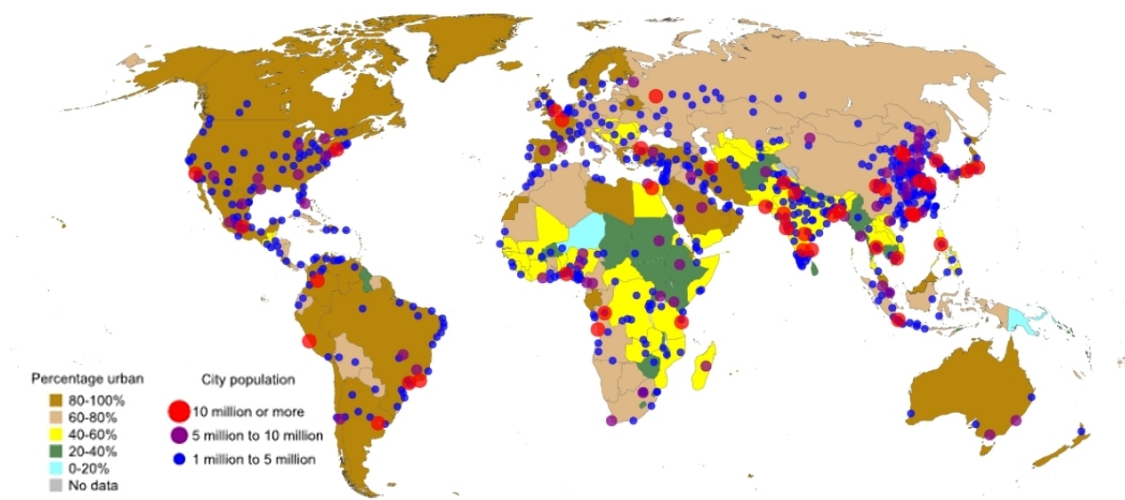 Percentage urban
80-100%
60-80%
40-60%
20-40%
0-20%
No data
City population
10 million or more
5 million to 10 million
1 million to 5 million